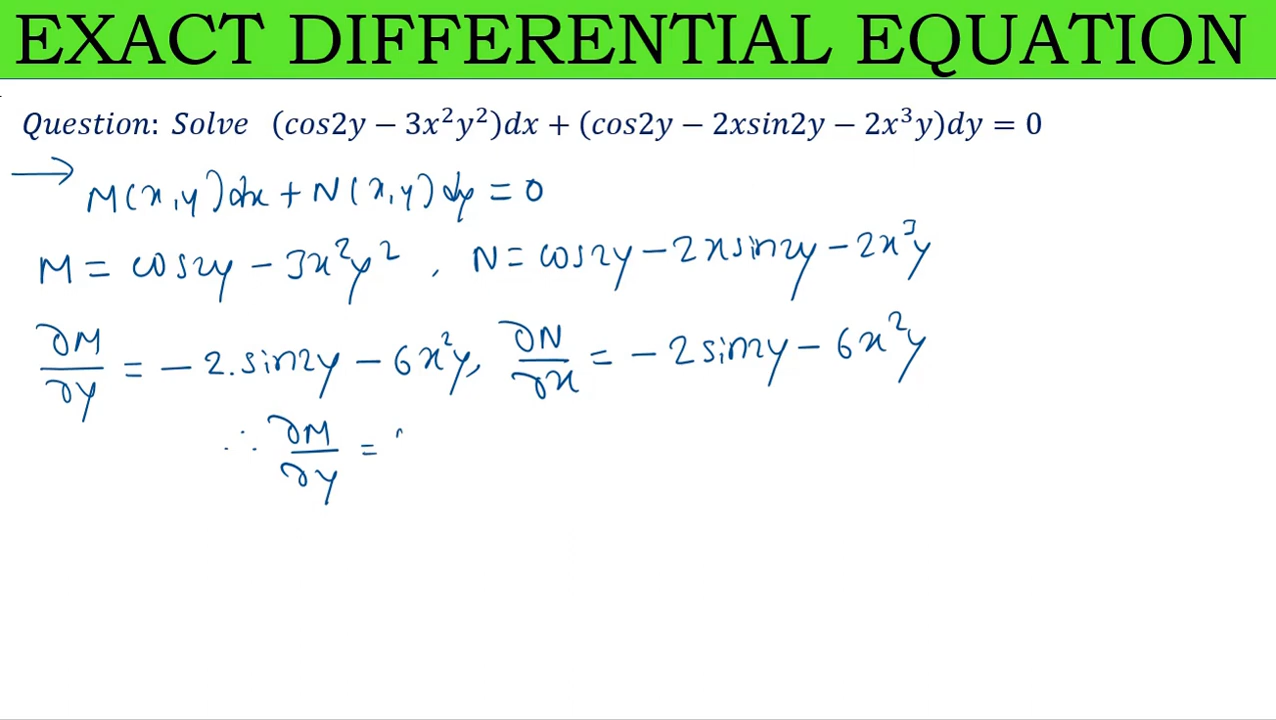 EXACT DIFFERENTIAL EQUATION
Question: Solve (cos2y − 3x²y²)dx + (cos2y − 2xsin2y − 2x³y)dy = 0
→ M(x,y)dx + N(x,y)dy = 0
M = cos2y − 3x²y² , N = cos2y − 2xsin2y − 2x³y
∂M/∂y = −2.sin2y − 6x²y, ∂N/∂x = −2sin2y − 6x²y
∴ ∂M/∂y =